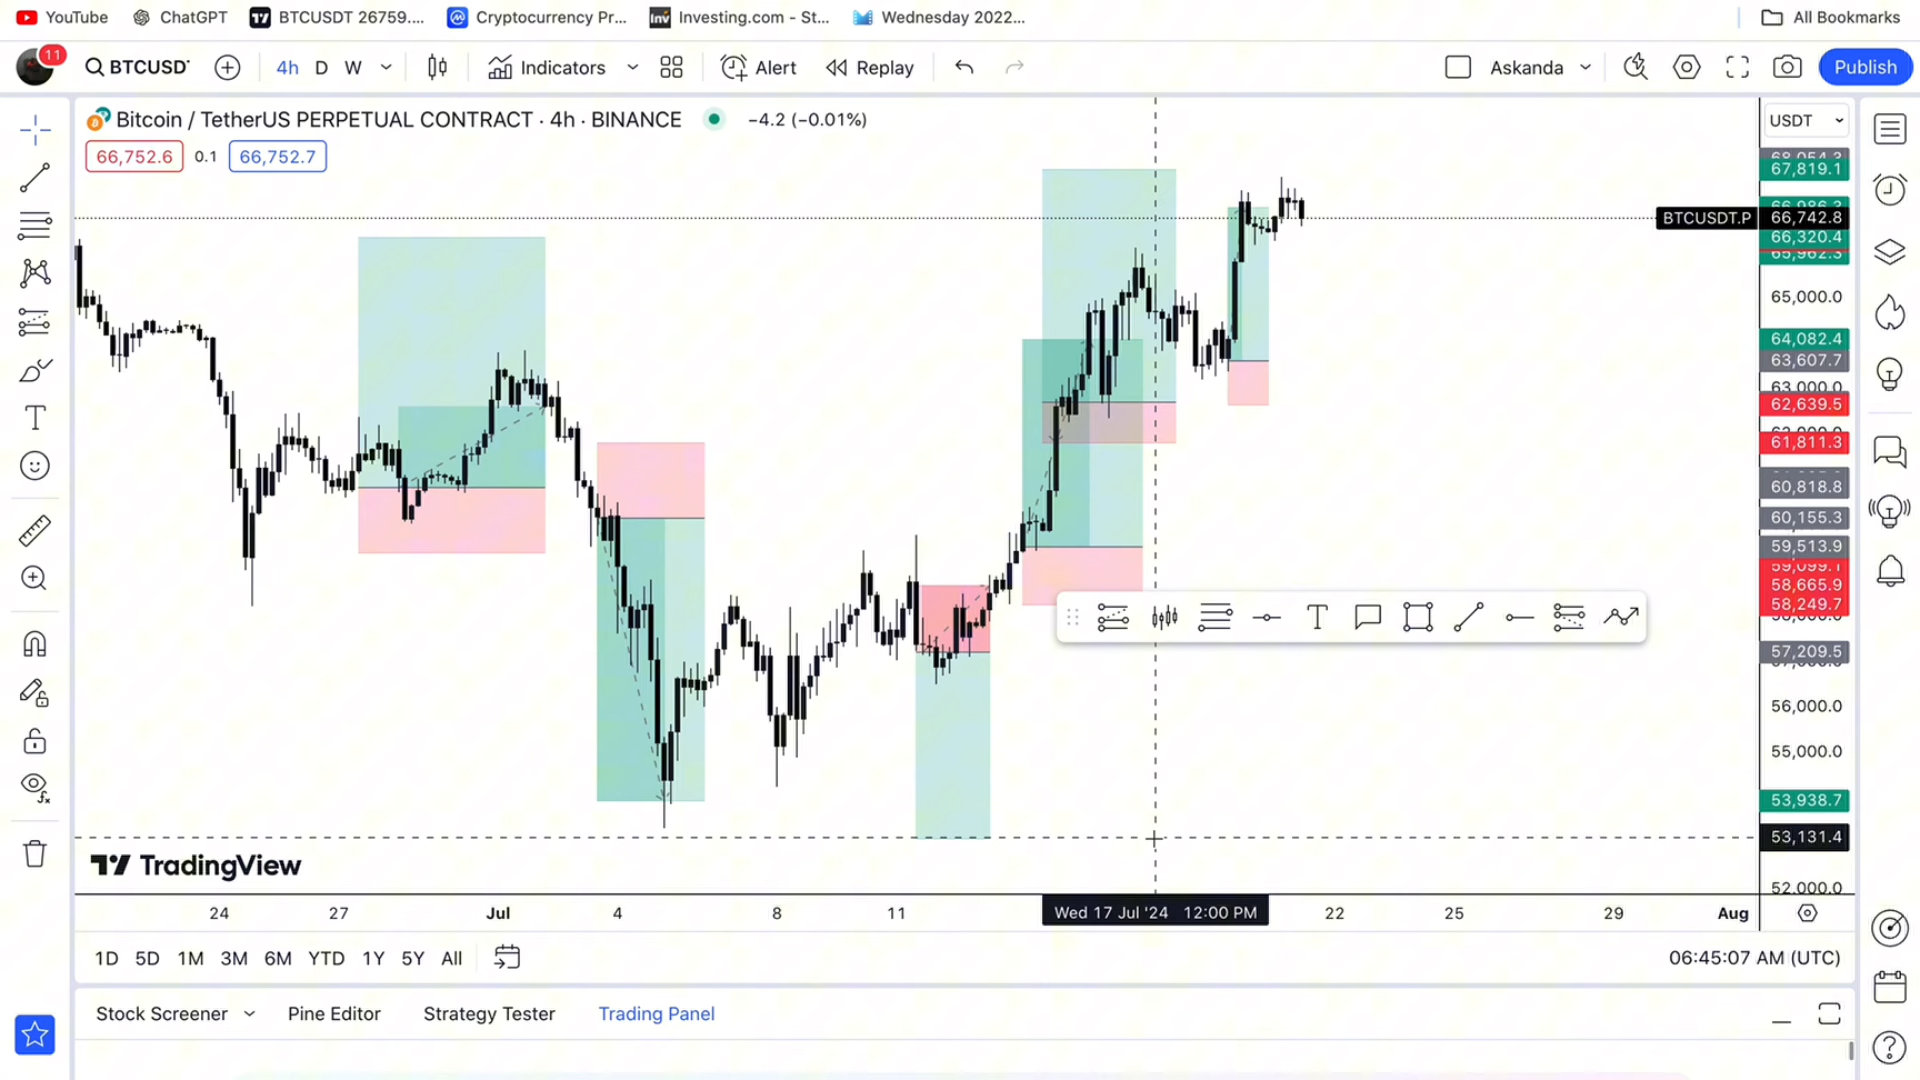 YouTube
ChatGPT
BTCUSDT 26759....
Cryptocurrency Pr...
Investing.com - St...
Wednesday 2022...
All Bookmarks
11
BTCUSD
4h
D
W
Indicators
Alert
Replay
Askanda
Publish
Bitcoin / TetherUS PERPETUAL CONTRACT · 4h · BINANCE
−4.2 (−0.01%)
USDT
66,752.6
0.1
66,752.7
67,819.1
BTCUSDT.P
66,742.8
66,320.4
65,000.0
64,082.4
63,607.7
63,000.0
62,639.5
61,811.3
60,818.8
60,155.3
59,513.9
58,665.9
58,249.7
57,209.5
56,000.0
55,000.0
53,938.7
53,131.4
52,000.0
TradingView
24
27
Jul
4
8
11
Wed 17 Jul '24 12:00 PM
22
25
29
Aug
1D
5D
1M
3M
6M
YTD
1Y
5Y
All
06:45:07 AM (UTC)
Stock Screener
Pine Editor
Strategy Tester
Trading Panel